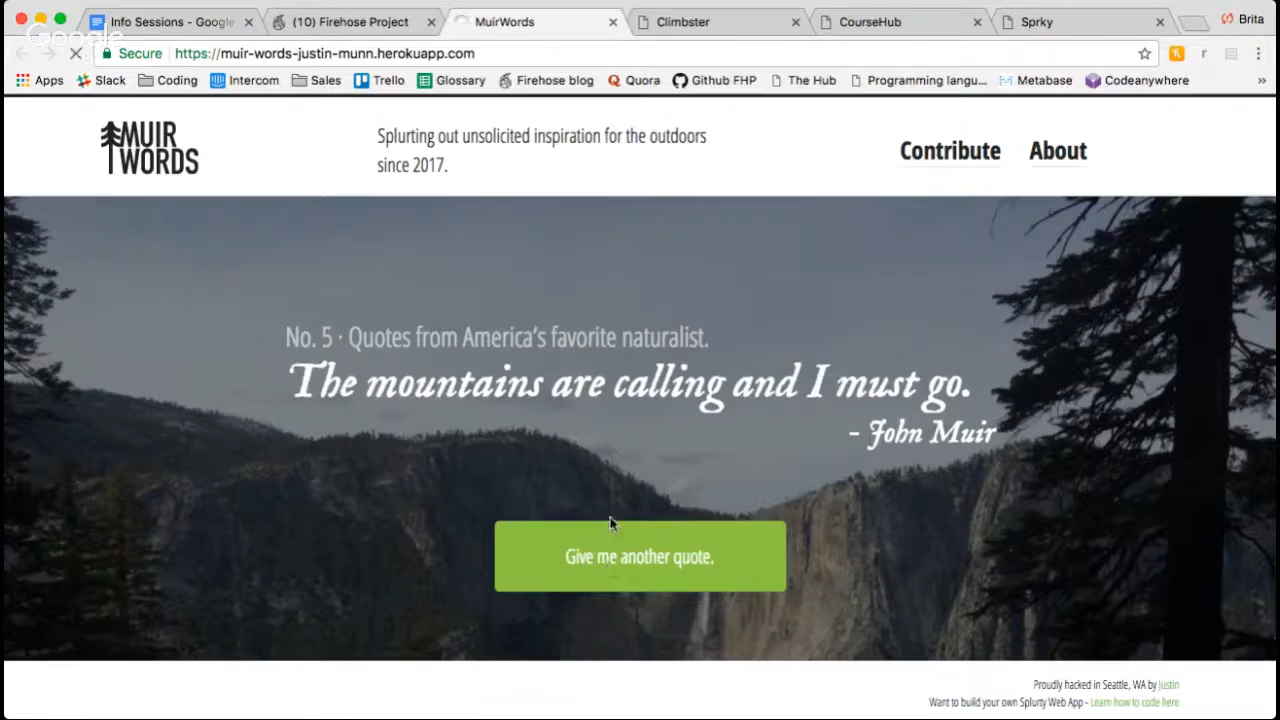 Info Sessions - Google
(10) Firehose Project
MuirWords
Climbster
CourseHub
Sprky
Brita
Google
Secure
https://muir-words-justin-munn.herokuapp.com
Apps
Slack
Coding
Intercom
Sales
Trello
Glossary
Firehose blog
Quora
Github FHP
The Hub
Programming langu...
Metabase
Codeanywhere
»
MUIR
WORDS
Splurting out unsolicited inspiration for the outdoors
since 2017.
Contribute
About
No. 5 · Quotes from America's favorite naturalist.
The mountains are calling and I must go.
- John Muir
Give me another quote.
Proudly hacked in Seattle, WA by Justin
Want to build your own Splurty Web App - Learn how to code here